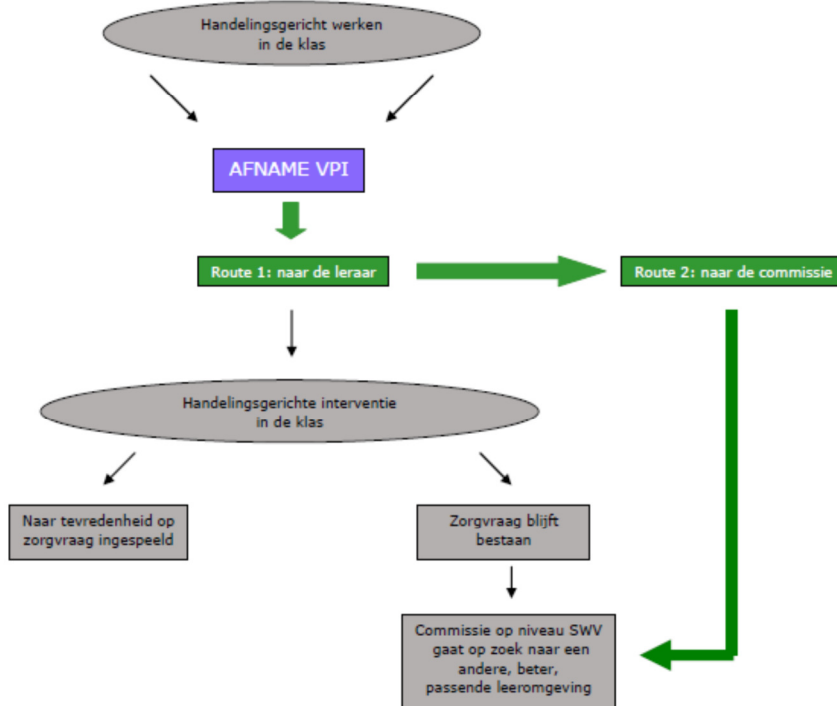 Handelingsgericht werken
in de klas
AFNAME VPI
Route 1: naar de leraar
Route 2: naar de commissie
Handelingsgerichte interventie
in de klas
Naar tevredenheid op
zorgvraag ingespeeld
Zorgvraag blijft
bestaan
Commissie op niveau SWV
gaat op zoek naar een
andere, beter,
passende leeromgeving